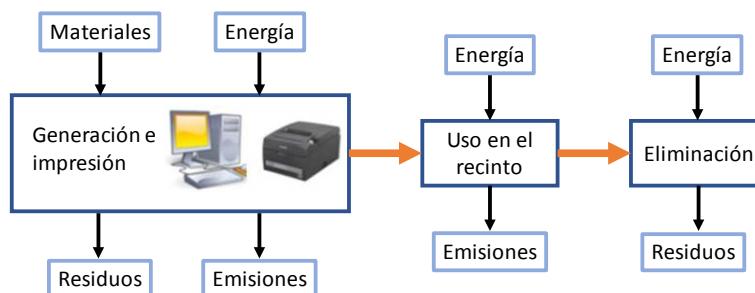 Materiales
Energía
Generación e
impresión
Residuos
Emisiones
Energía
Uso en el
recinto
Emisiones
Energía
Eliminación
Residuos